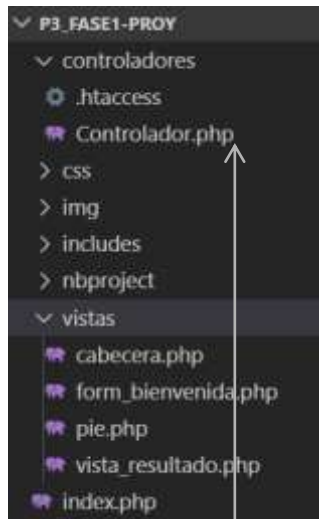 P3_FASE1-PROY
controladores
.htaccess
Controlador.php
css
img
includes
nbproject
vistas
cabecera.php
form_bienvenida.php
pie.php
vista_resultado.php
index.php